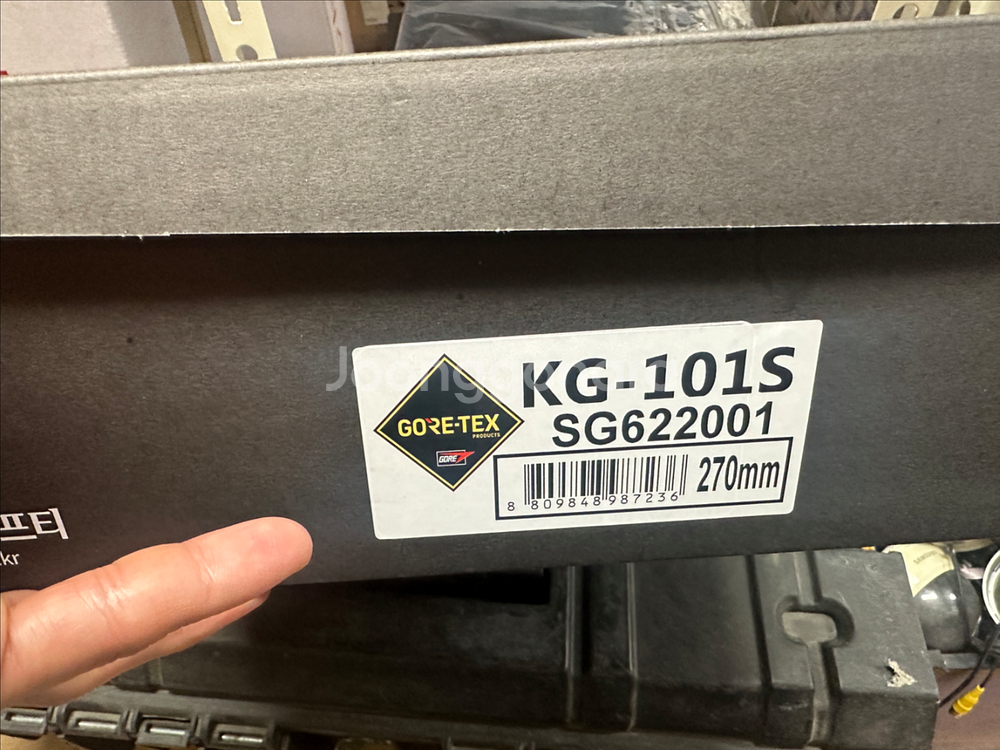 KG-101S
SG622001
GORE-TEX
PRODUCTS
GORE
270mm
8 809848 987236
프티
.kr